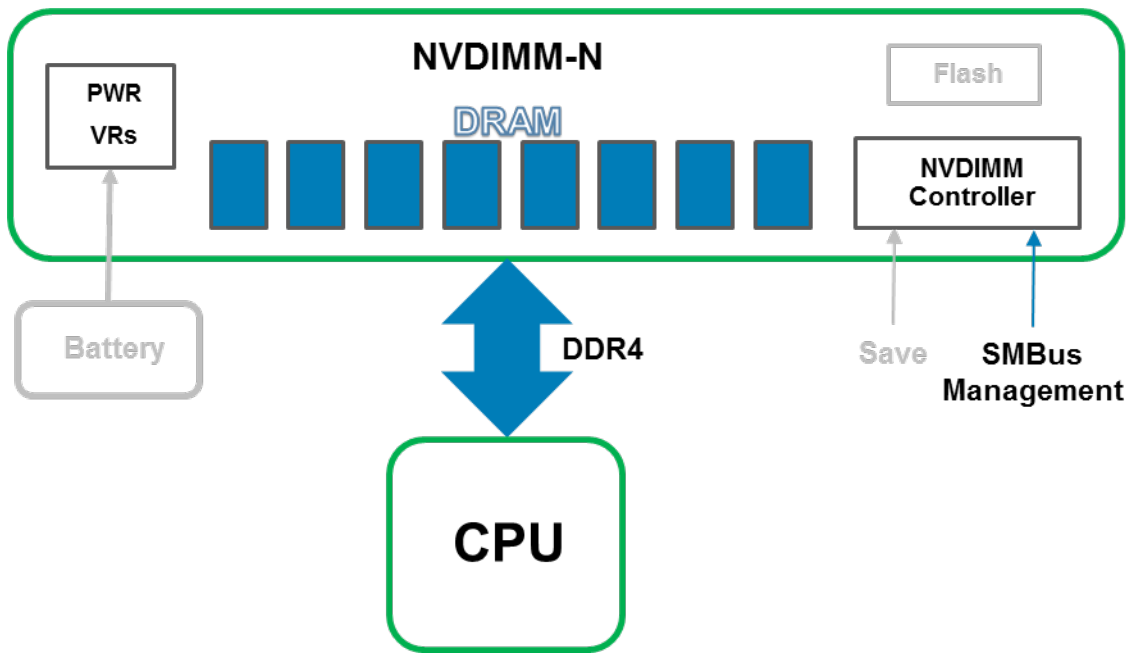 NVDIMM-N
Flash
PWR
VRs
DRAM
NVDIMM
Controller
Battery
DDR4
Save
SMBus
Management
CPU